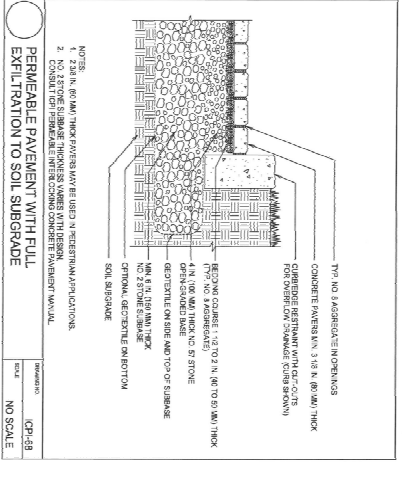 TYP. NO. 8 AGGREGATE IN OPENINGS
CONCRETE PAVERS MIN. 3 1/8 IN. (80 MM) THICK
CURB/EDGE RESTRAINT WITH CUT-OUTS
FOR OVERFLOW DRAINAGE (CURB SHOWN)
BEDDING COURSE 1 1/2 TO 2 IN. (40 TO 50 MM) THICK
(TYP. NO. 8 AGGREGATE)
4 IN. (100 MM) THICK NO. 57 STONE
OPEN-GRADED BASE
GEOTEXTILE ON SIDE AND TOP OF SUBBASE
MIN. 6 IN. (150 MM) THICK
NO. 2 STONE SUBBASE
OPTIONAL GEOTEXTILE ON BOTTOM
SOIL SUBGRADE
NOTES:
1. 2 3/8 IN. (60 MM) THICK PAVERS MAY BE USED IN PEDESTRIAN APPLICATIONS.
2. NO. 2 STONE SUBBASE THICKNESS VARIES WITH DESIGN.
CONSULT ICPI PERMEABLE INTERLOCKING CONCRETE PAVEMENT MANUAL.
PERMEABLE PAVEMENT WITH FULL
EXFILTRATION TO SOIL SUBGRADE
DRAWING NO.
ICPI-68
SCALE
NO SCALE